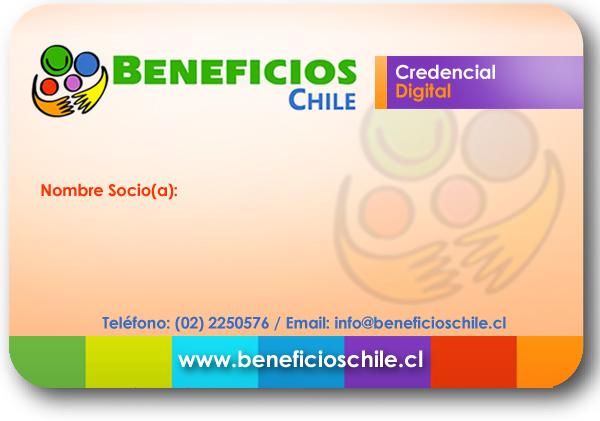 BENEFICIOS
CHILE
Credencial
Digital
Nombre Socio(a):
Teléfono: (02) 2250576 / Email: info@beneficioschile.cl
www.beneficioschile.cl